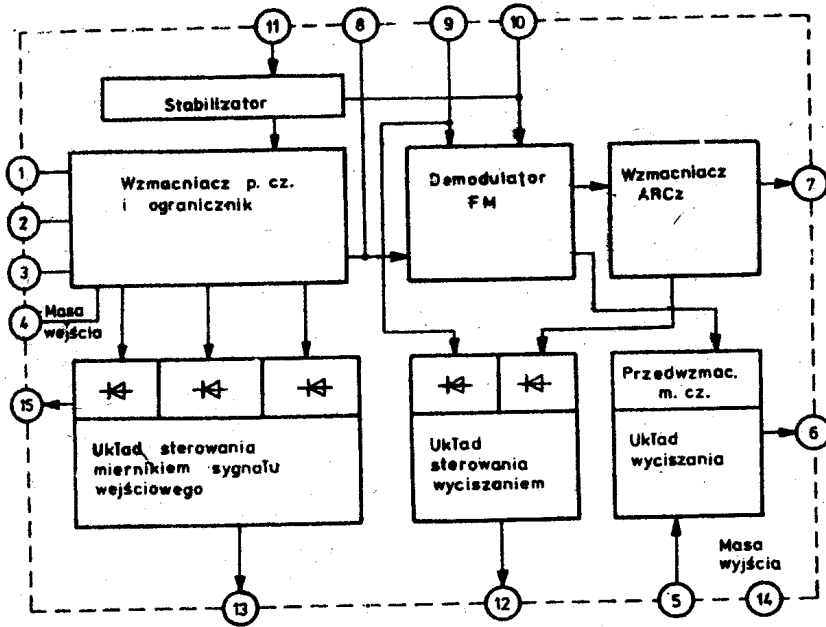 11
8
9
10
Stabilizator
1
2
3
4
Wzmacniacz p. cz.
i ogranicznik
Demodulator
FM
Wzmacniacz
ARCz
7
Masa
wejścia
15
Układ sterowania
miernikiem sygnału
wejściowego
Układ
sterowania
wyciszaniem
Przedwzmac.
m. cz.
Układ
wyciszania
6
Masa
wyjścia
13
12
5
14